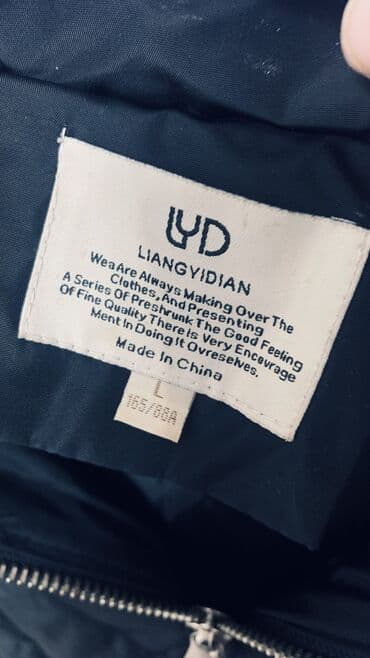 LYD
LIANGYIDIAN
WeaAre Always Making Over The
Clothes, And Presenting
A Series Of Preshrunk The Good Feeling
Of Fine Quality There is Very Encourage
Ment In Doing It Ovreselves.
Made In China
L
165/88A